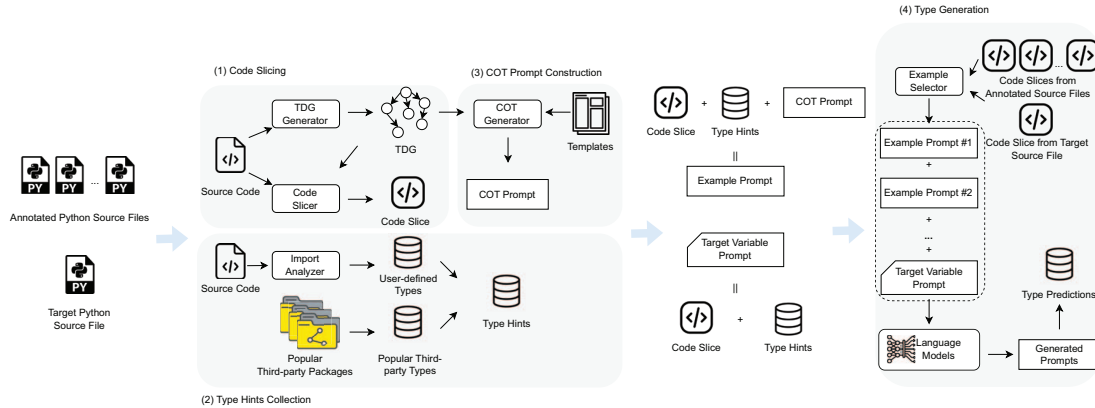 PY
PY
...
PY
Annotated Python Source Files
PY
Target Python
Source File
(1) Code Slicing
TDG
Generator
TDG
Source Code
Code
Slicer
Code Slice
(3) COT Prompt Construction
COT
Generator
Templates
COT Prompt
Source Code
Import
Analyzer
User-defined
Types
Type Hints
Popular
Third-party Packages
Popular Third-
party Types
(2) Type Hints Collection
+
+
COT Prompt
Code Slice
Type Hints
=
Example Prompt
Target Variable
Prompt
=
+
Code Slice
Type Hints
(4) Type Generation
Example
Selector
...
Code Slices from
Annotated Source Files
Code Slice from Target
Source File
Example Prompt #1
+
Example Prompt #2
+
...
+
Target Variable
Prompt
Type Predictions
Language
Models
Generated
Prompts